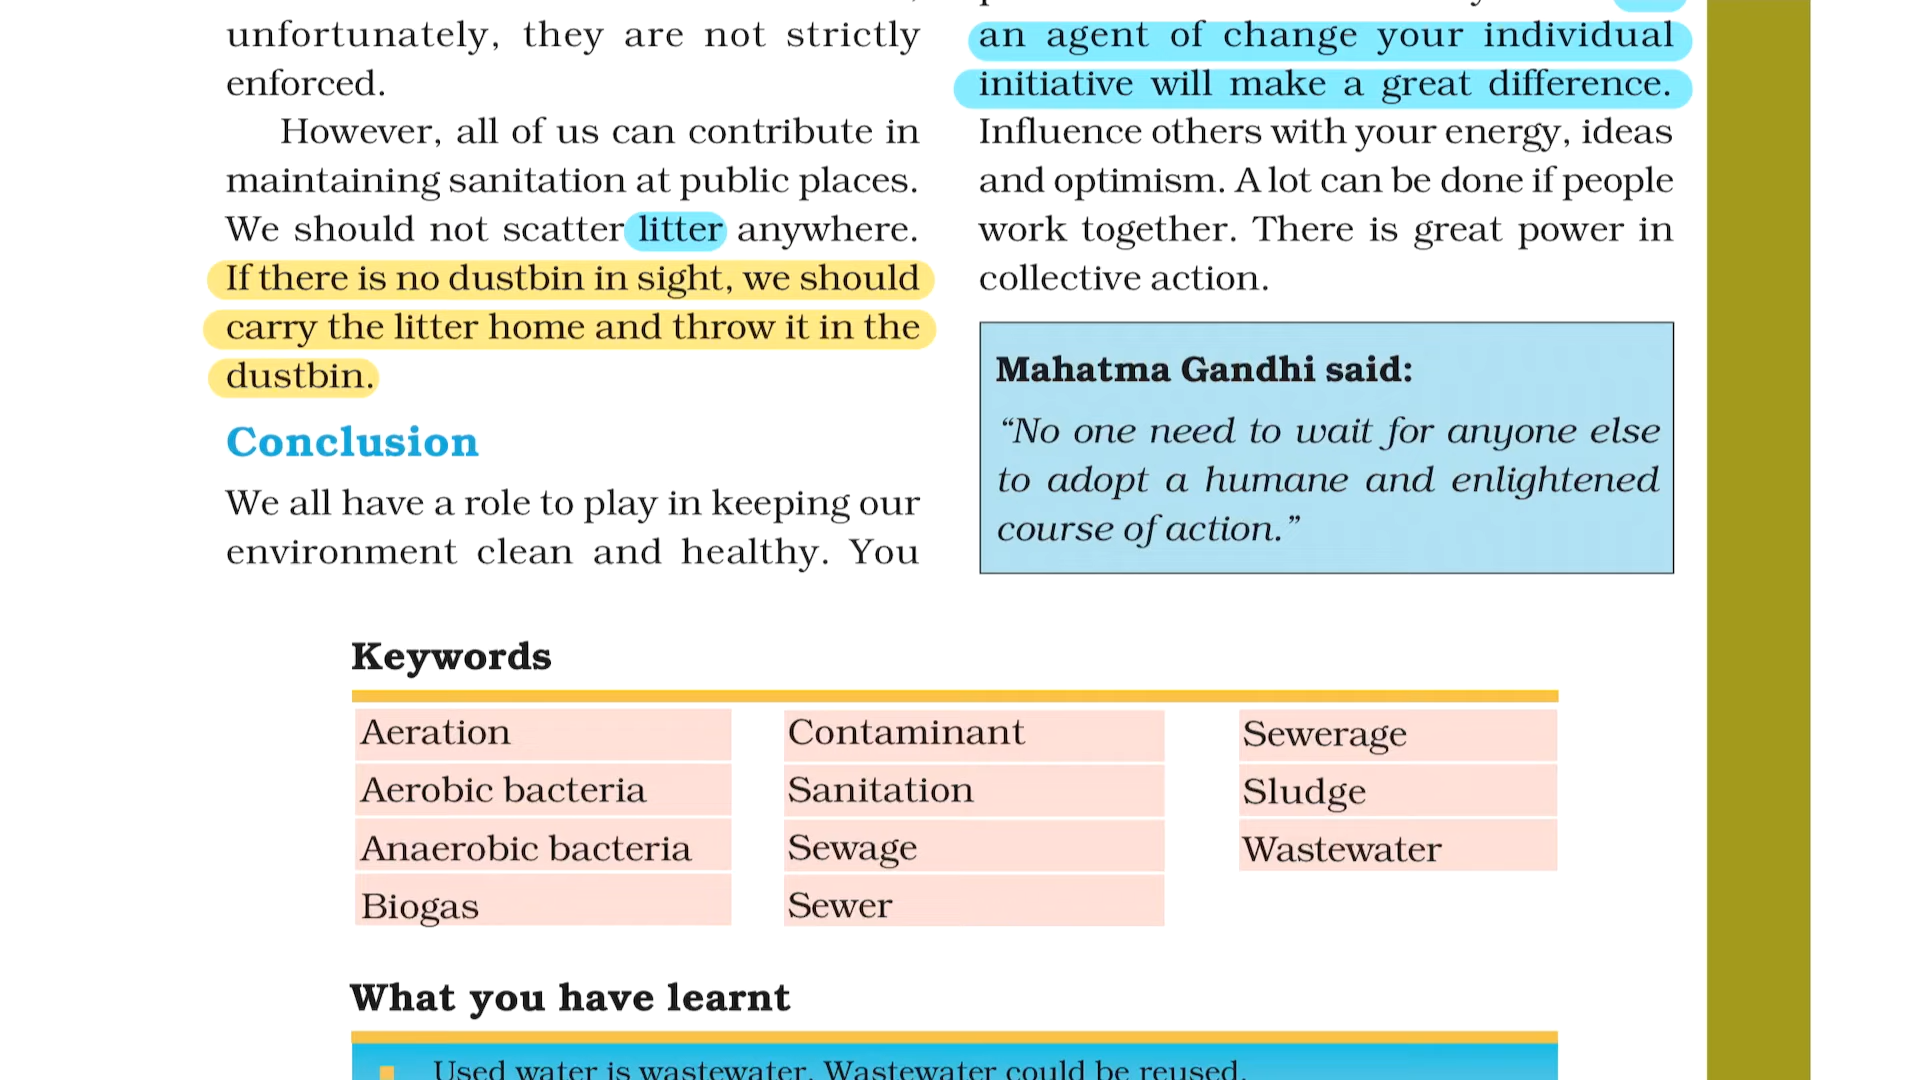 unfortunately, they are not strictly
enforced.
However, all of us can contribute in
maintaining sanitation at public places.
We should not scatter litter anywhere.
If there is no dustbin in sight, we should
carry the litter home and throw it in the
dustbin.
Conclusion
We all have a role to play in keeping our
environment clean and healthy. You
an agent of change your individual
initiative will make a great difference.
Influence others with your energy, ideas
and optimism. A lot can be done if people
work together. There is great power in
collective action.
Mahatma Gandhi said:
“No one need to wait for anyone else
to adopt a humane and enlightened
course of action.”
Keywords
Aeration
Aerobic bacteria
Anaerobic bacteria
Biogas
Contaminant
Sanitation
Sewage
Sewer
Sewerage
Sludge
Wastewater
What you have learnt
Used water is wastewater. Wastewater could be reused.